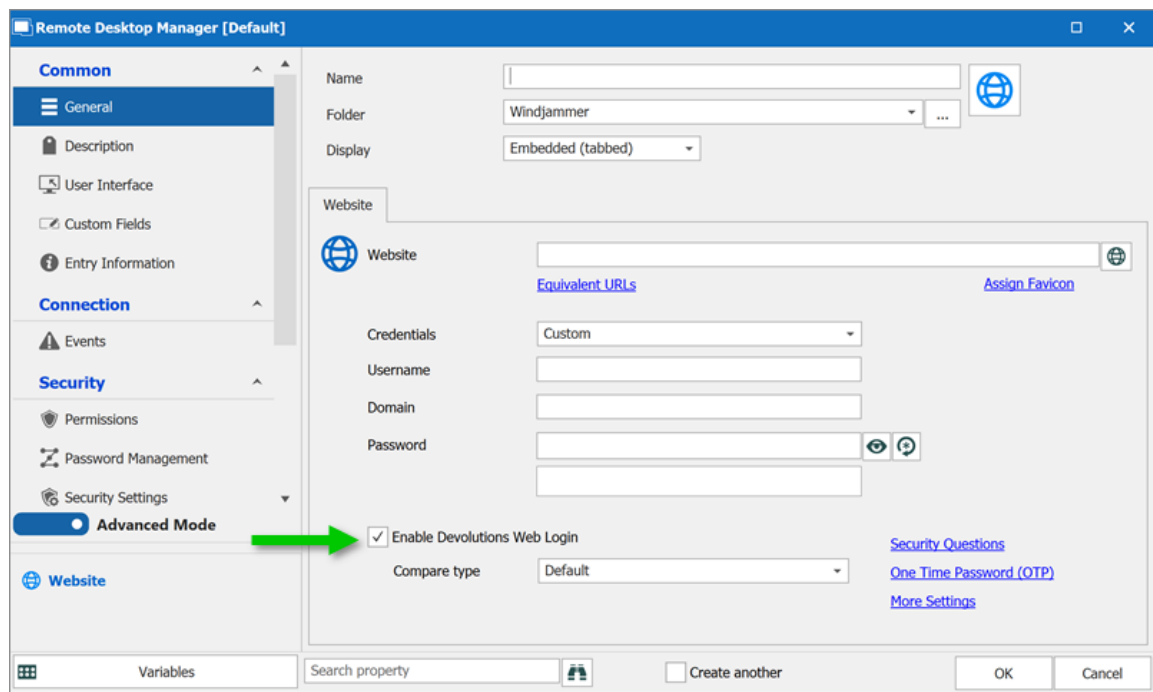 Remote Desktop Manager [Default]
Common
General
Description
User Interface
Custom Fields
Entry Information
Connection
Events
Security
Permissions
Password Management
Security Settings
Advanced Mode
Website
Name
Folder
Windjammer
...
Display
Embedded (tabbed)
Website
Website
Equivalent URLs
Assign Favicon
Credentials
Custom
Username
Domain
Password
Enable Devolutions Web Login
Compare type
Default
Security Questions
One Time Password (OTP)
More Settings
Variables
Search property
Create another
OK
Cancel